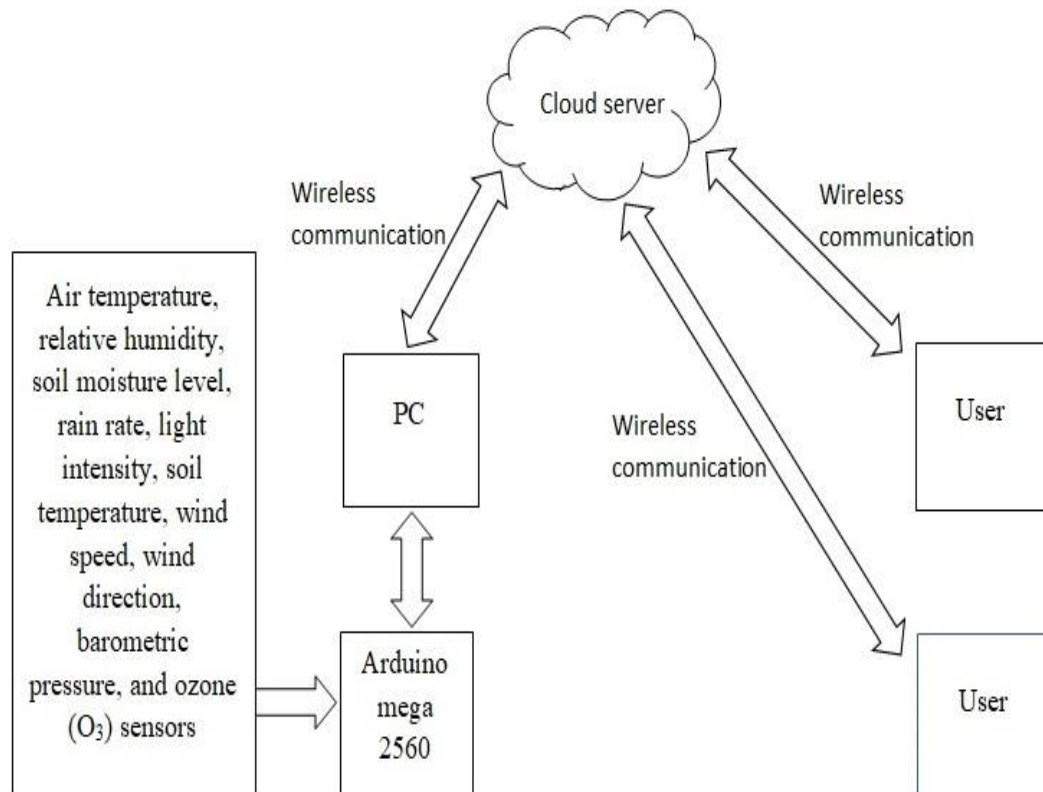 Cloud server
Wireless
communication
Wireless
communication
Air temperature,
relative humidity,
soil moisture level,
rain rate, light
intensity, soil
temperature, wind
speed, wind
direction,
barometric
pressure, and ozone
(O₃) sensors
PC
User
Wireless
communication
Arduino
mega
2560
User